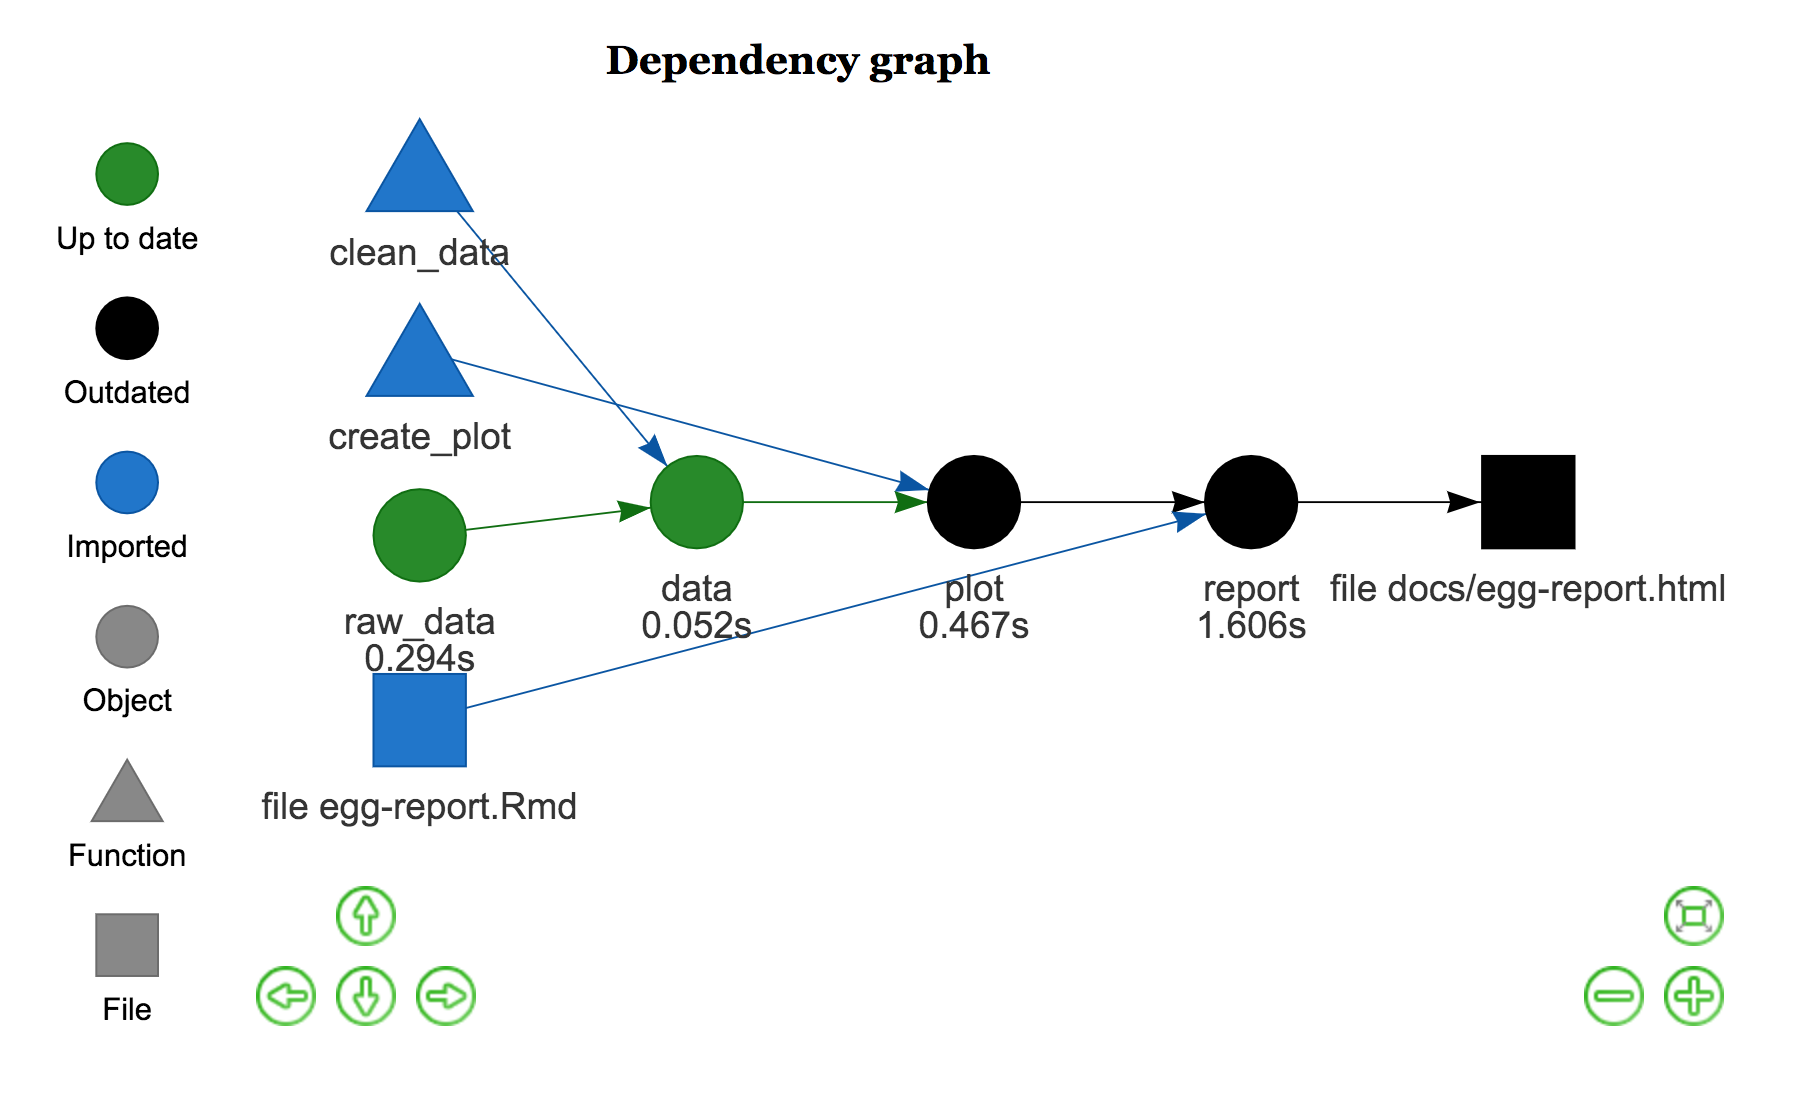 Dependency graph
Up to date
Outdated
Imported
Object
Function
File
clean_data
create_plot
raw_data
0.294s
file egg-report.Rmd
data
0.052s
plot
0.467s
report
1.606s
file docs/egg-report.html